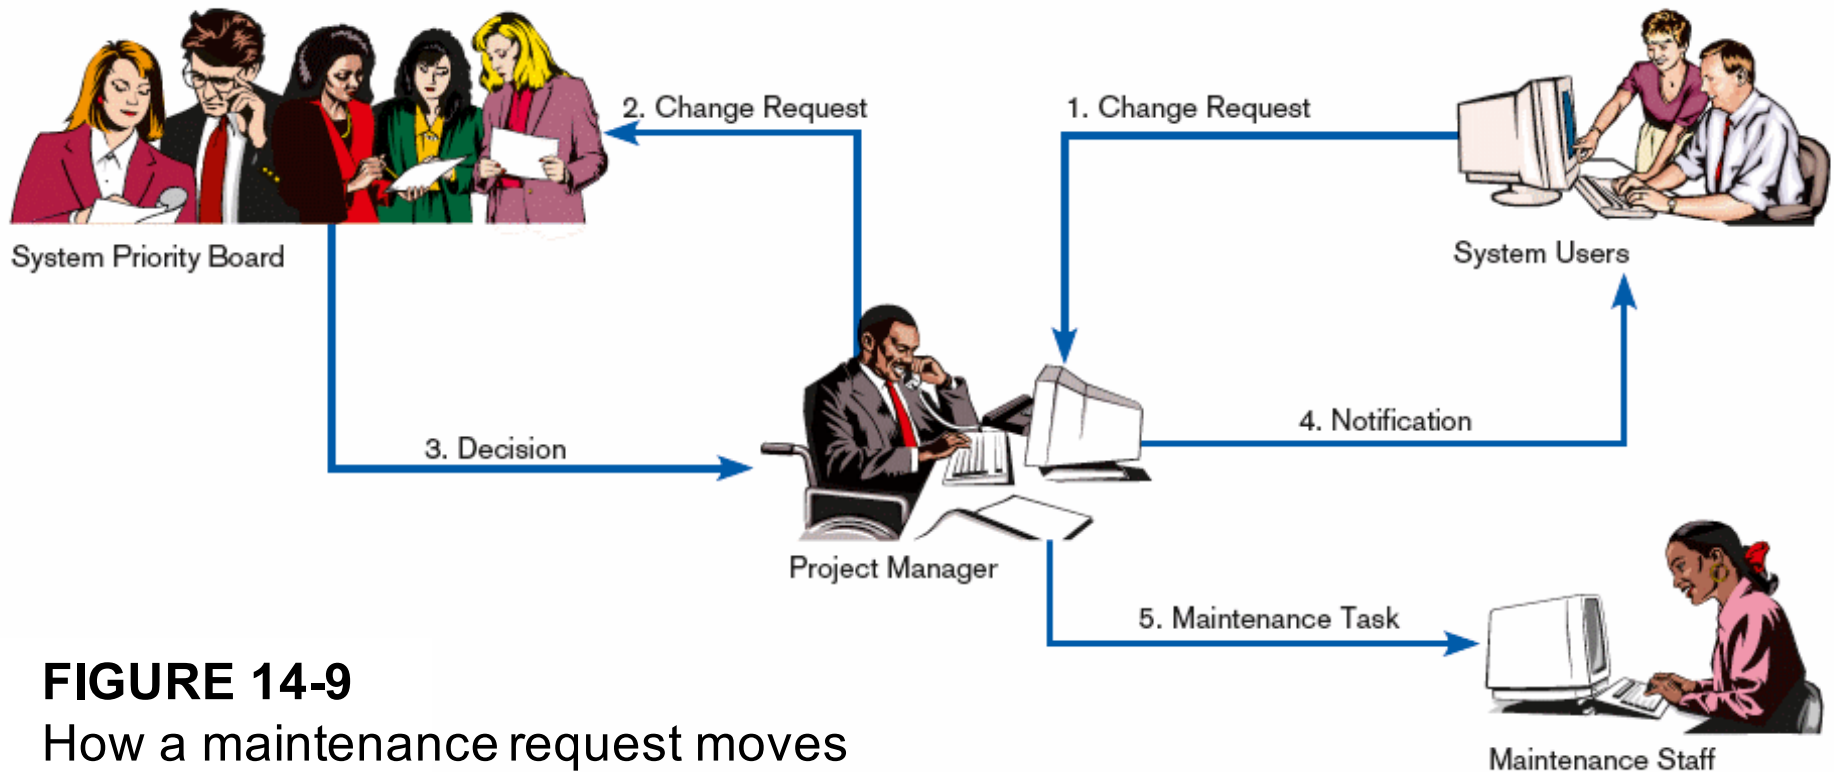 2. Change Request
1. Change Request
System Priority Board
System Users
3. Decision
4. Notification
Project Manager
5. Maintenance Task
FIGURE 14-9
How a maintenance request moves
Maintenance Staff